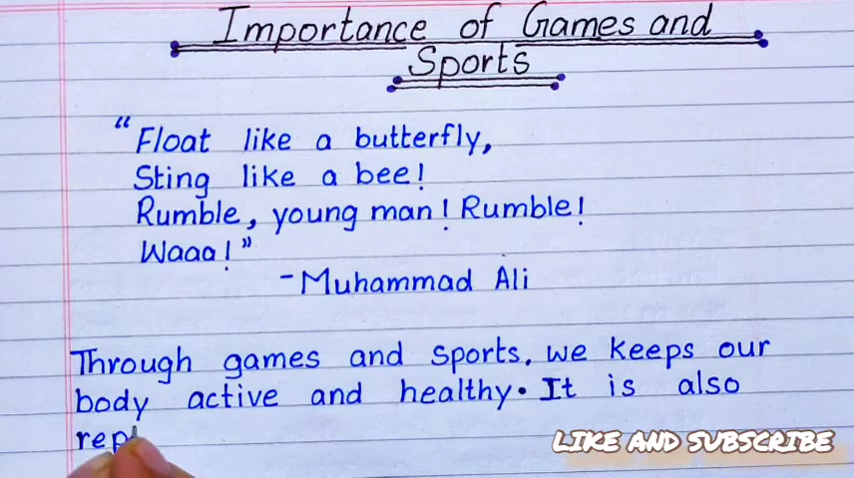 Importance of Games and
Sports
"Float like a butterfly,
Sting like a bee!
Rumble, young man! Rumble!
Waaa!"
-Muhammad Ali
Through games and sports, we keeps our
body active and healthy. It is also
rep
LIKE AND SUBSCRIBE